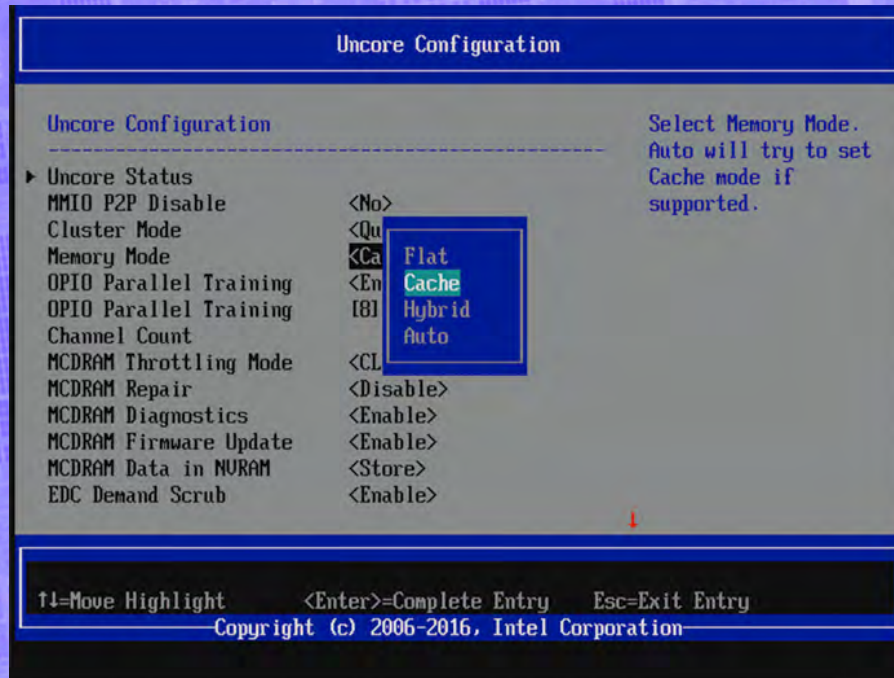 Uncore Configuration
Uncore Configuration
Select Memory Mode.
Auto will try to set
Cache mode if
supported.
Uncore Status
MMIO P2P Disable <No>
Cluster Mode <Qu
Memory Mode <Ca
OPIO Parallel Training <En
OPIO Parallel Training [8]
Channel Count
MCDRAM Throttling Mode <CL
MCDRAM Repair <Disable>
MCDRAM Diagnostics <Enable>
MCDRAM Firmware Update <Enable>
MCDRAM Data in NVRAM <Store>
EDC Demand Scrub <Enable>
Flat
Cache
Hybrid
Auto
↑↓=Move Highlight <Enter>=Complete Entry Esc=Exit Entry
Copyright (c) 2006-2016, Intel Corporation